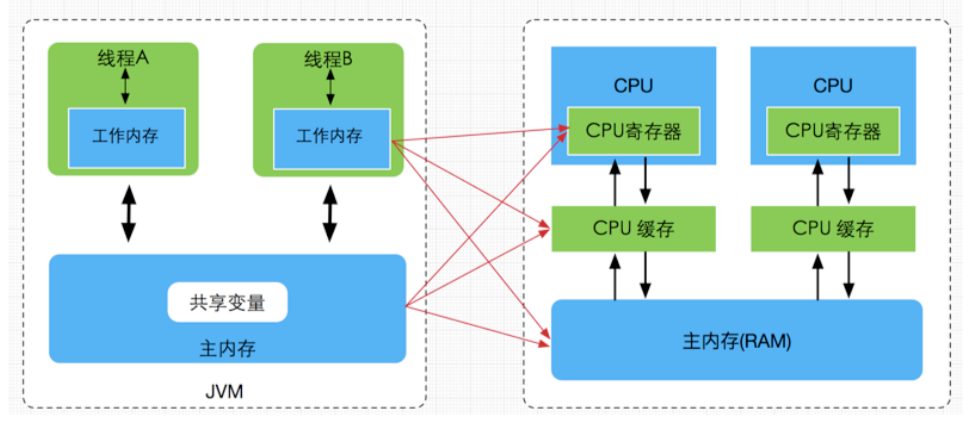 线程A
线程B
工作内存
工作内存
共享变量
主内存
JVM
CPU
CPU
CPU寄存器
CPU寄存器
CPU 缓存
CPU 缓存
主内存(RAM)